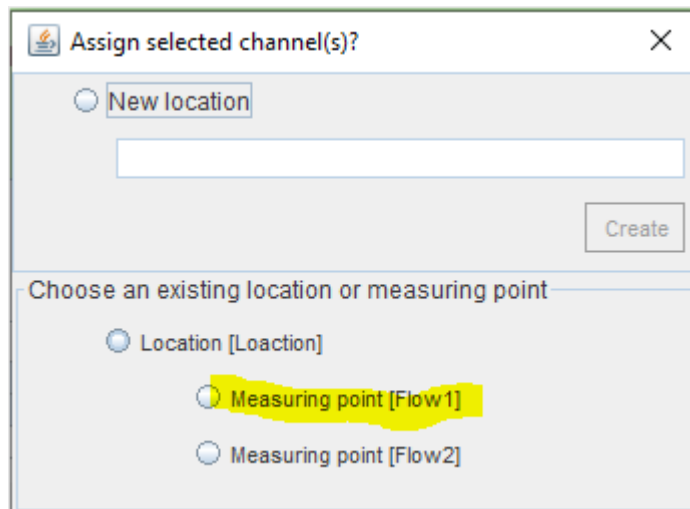 Assign selected channel(s)?
New location
Create
Choose an existing location or measuring point
Location [Loaction]
Measuring point [Flow1]
Measuring point [Flow2]